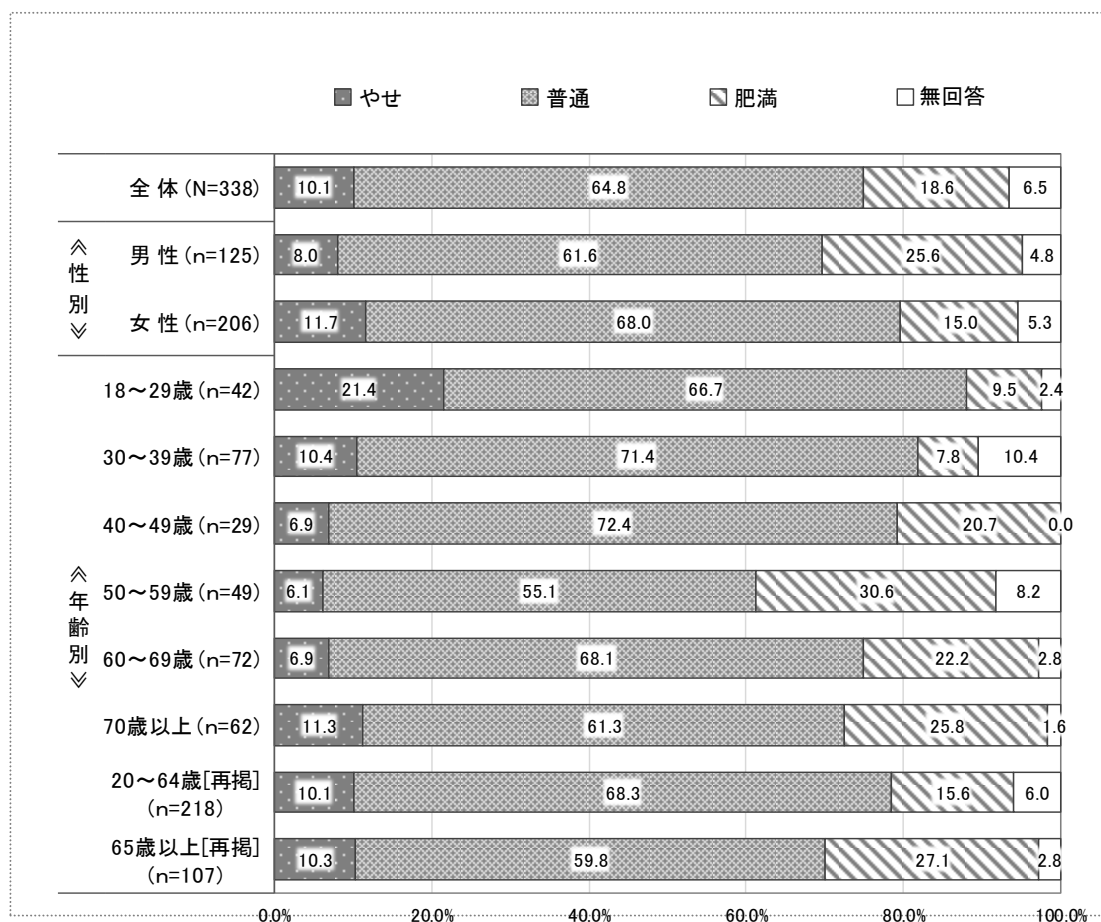 やせ 普通 肥満 無回答
全 体(N=338) 10.1 64.8 18.6 6.5
≪性別≫
男 性(n=125) 8.0 61.6 25.6 4.8
女 性(n=206) 11.7 68.0 15.0 5.3
≪年齢別≫
18～29歳(n=42) 21.4 66.7 9.5 2.4
30～39歳(n=77) 10.4 71.4 7.8 10.4
40～49歳(n=29) 6.9 72.4 20.7 0.0
50～59歳(n=49) 6.1 55.1 30.6 8.2
60～69歳(n=72) 6.9 68.1 22.2 2.8
70歳以上(n=62) 11.3 61.3 25.8 1.6
20～64歳[再掲]
(n=218) 10.1 68.3 15.6 6.0
65歳以上[再掲]
(n=107) 10.3 59.8 27.1 2.8
0.0% 20.0% 40.0% 60.0% 80.0% 100.0%